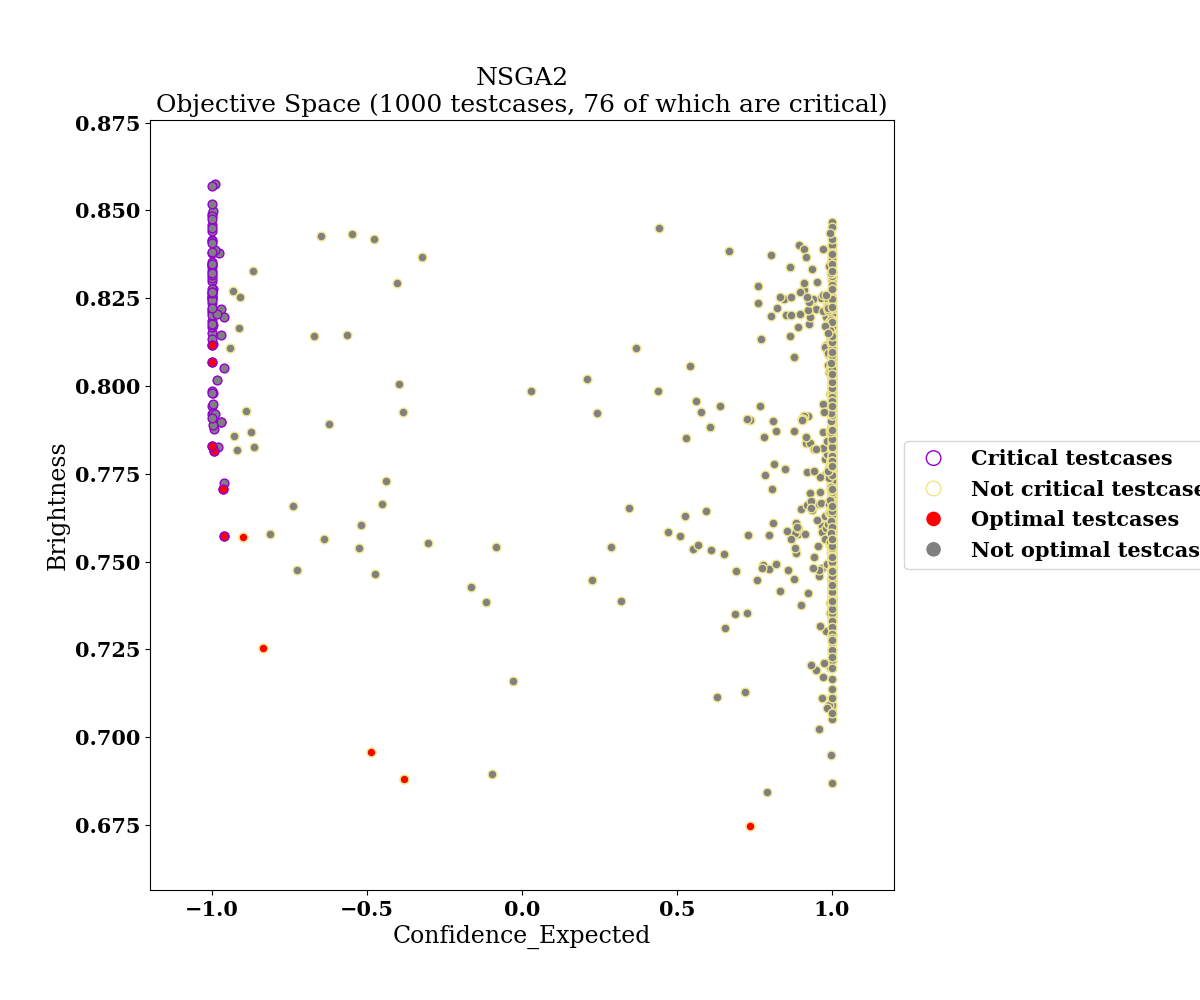 NSGA2
Objective Space (1000 testcases, 76 of which are critical)
0.875
0.850
0.825
0.800
0.775
0.750
0.725
0.700
0.675
Brightness
−1.0
−0.5
0.0
0.5
1.0
Confidence_Expected
Critical testcases
Not critical testcase
Optimal testcases
Not optimal testcas